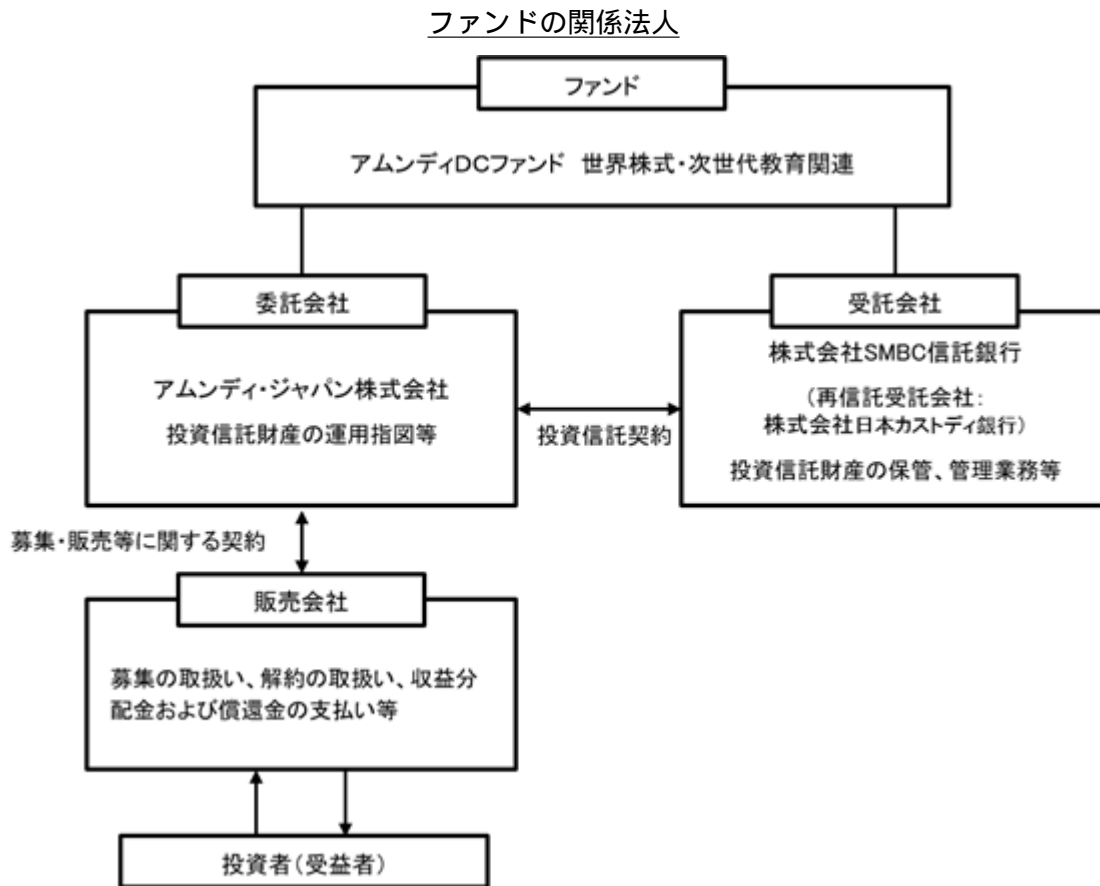 ファンドの関係法人
ファンド
アムンディDCファンド 世界株式・次世代教育関連
委託会社
アムンディ・ジャパン株式会社
投資信託財産の運用指図等
投資信託契約
受託会社
株式会社SMBC信託銀行
(再信託受託会社:
株式会社日本カストディ銀行)
投資信託財産の保管、管理業務等
募集・販売等に関する契約
販売会社
募集の取扱い、解約の取扱い、収益分
配金および償還金の支払い等
投資者(受益者)